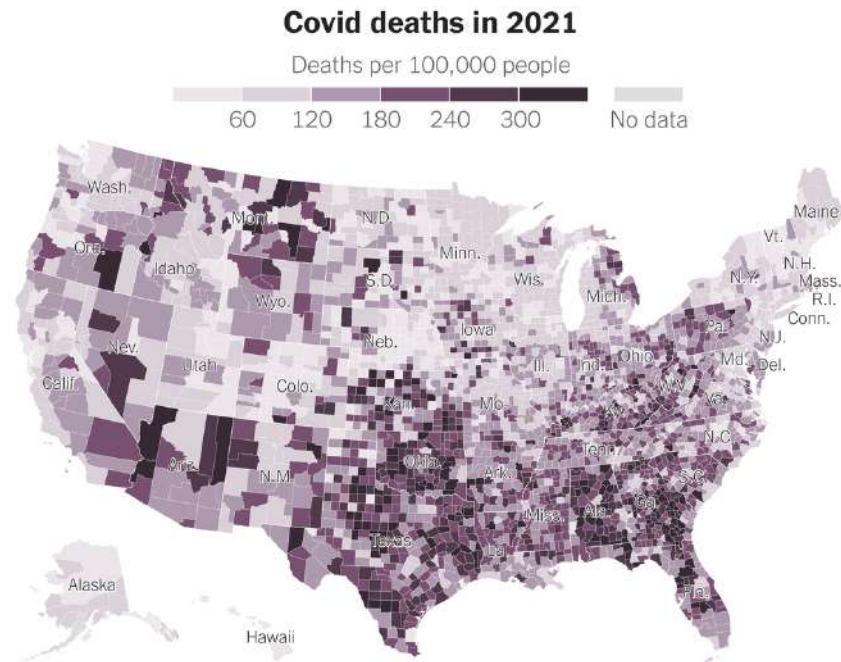 Covid deaths in 2021
Deaths per 100,000 people
60 120 180 240 300 No data
Wash.
Mont.
N.D.
Minn.
Maine
Vt.
Ore.
Idaho
S.D.
Wis.
Mich.
N.Y.
N.H.
Mass.
R.I.
Conn.
Wyo.
Iowa
Pa.
N.J.
Nev.
Utah
Neb.
Ill.
Ind.
Ohio
Md.
Del.
Calif.
Colo.
Kan.
Mo.
Ky.
W.V.
Va.
Ariz.
N.M.
Okla.
Ark.
Tenn.
N.C.
S.C.
Texas
La.
Miss.
Ala.
Ga.
Fla.
Alaska
Hawaii